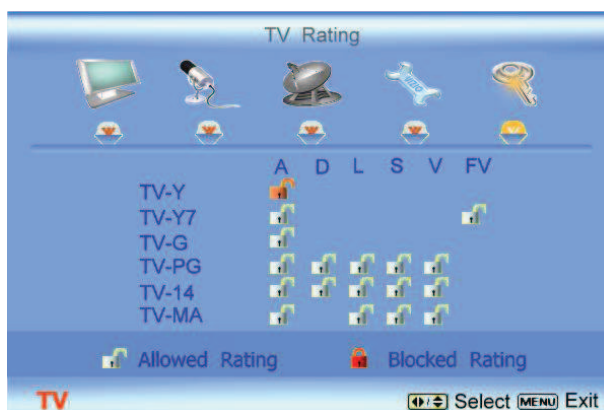 TV Rating
VIZIO
A D L S V FV
TV-Y
TV-Y7
TV-G
TV-PG
TV-14
TV-MA
Allowed Rating Blocked Rating
TV Select MENU Exit